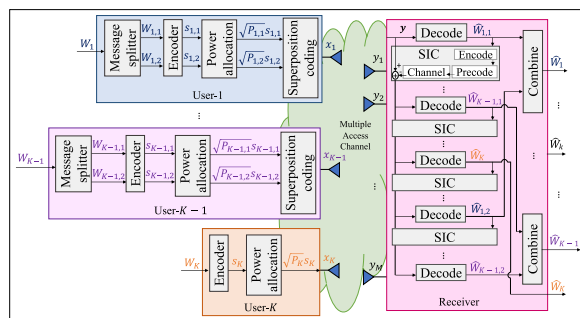 W_1
Message splitter
W_{1,1}
W_{1,2}
Encoder
s_{1,1}
s_{1,2}
Power allocation
√P_{1,1}s_{1,1}
√P_{1,2}s_{1,2}
Superposition coding
x_1
User-1
...
W_{K-1}
Message splitter
W_{K-1,1}
W_{K-1,2}
Encoder
s_{K-1,1}
s_{K-1,2}
Power allocation
√P_{K-1,1}s_{K-1,1}
√P_{K-1,2}s_{K-1,2}
Superposition coding
x_{K-1}
User-K − 1
W_K
Encoder
s_K
Power allocation
√P_K s_K
x_K
User-K
Multiple
Access
Channel
y_1
y_2
⋮
y_M
y
Decode
Ŵ_{1,1}
SIC
Encode
Precode
Channel
+
-
...
Decode
Ŵ_{K-1,1}
SIC
Decode
Ŵ_K
SIC
...
Decode
Ŵ_{1,2}
SIC
...
Decode
Ŵ_{K-1,2}
Combine
Combine
Receiver
Ŵ_1
⋮
Ŵ_k
⋮
Ŵ_{K-1}
Ŵ_K